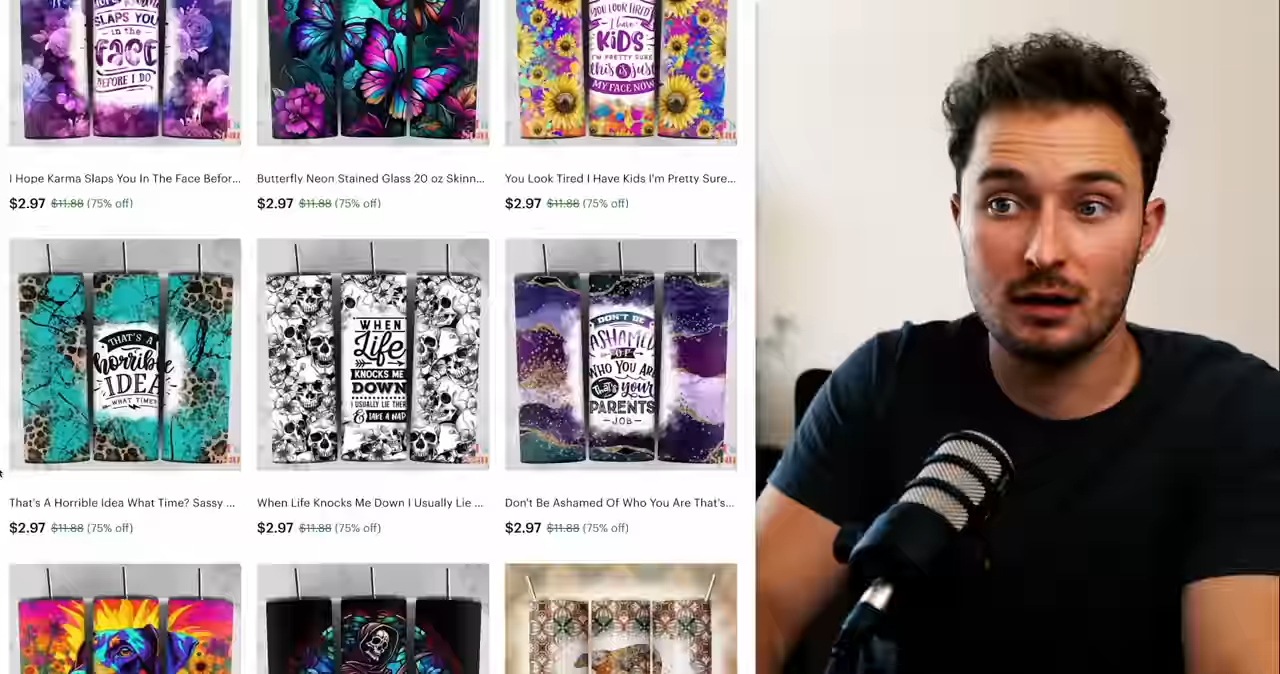 SLAPS YOU
in the
FACE
BEFORE I DO
YOU LOOK TIRED
I have
KiDS
I'M PRETTY SURE
this is just
MY FACE NOW
I Hope Karma Slaps You In The Face Befor...
Butterfly Neon Stained Glass 20 oz Skinn...
You Look Tired I Have Kids I'm Pretty Sure...
$2.97 $11.88 (75% off)
$2.97 $11.88 (75% off)
$2.97 $11.88 (75% off)
THAT'S A
horrible
IDEA
WHAT TIME?
WHEN
Life
KNOCKS ME
DOWN
I USUALLY LIE THERE
& TAKE A NAP
DON'T BE
ASHAMED
OF
WHO YOU ARE
That's your
PARENTS
JOB
That's A Horrible Idea What Time? Sassy ...
When Life Knocks Me Down I Usually Lie ...
Don't Be Ashamed Of Who You Are That's...
$2.97 $11.88 (75% off)
$2.97 $11.88 (75% off)
$2.97 $11.88 (75% off)